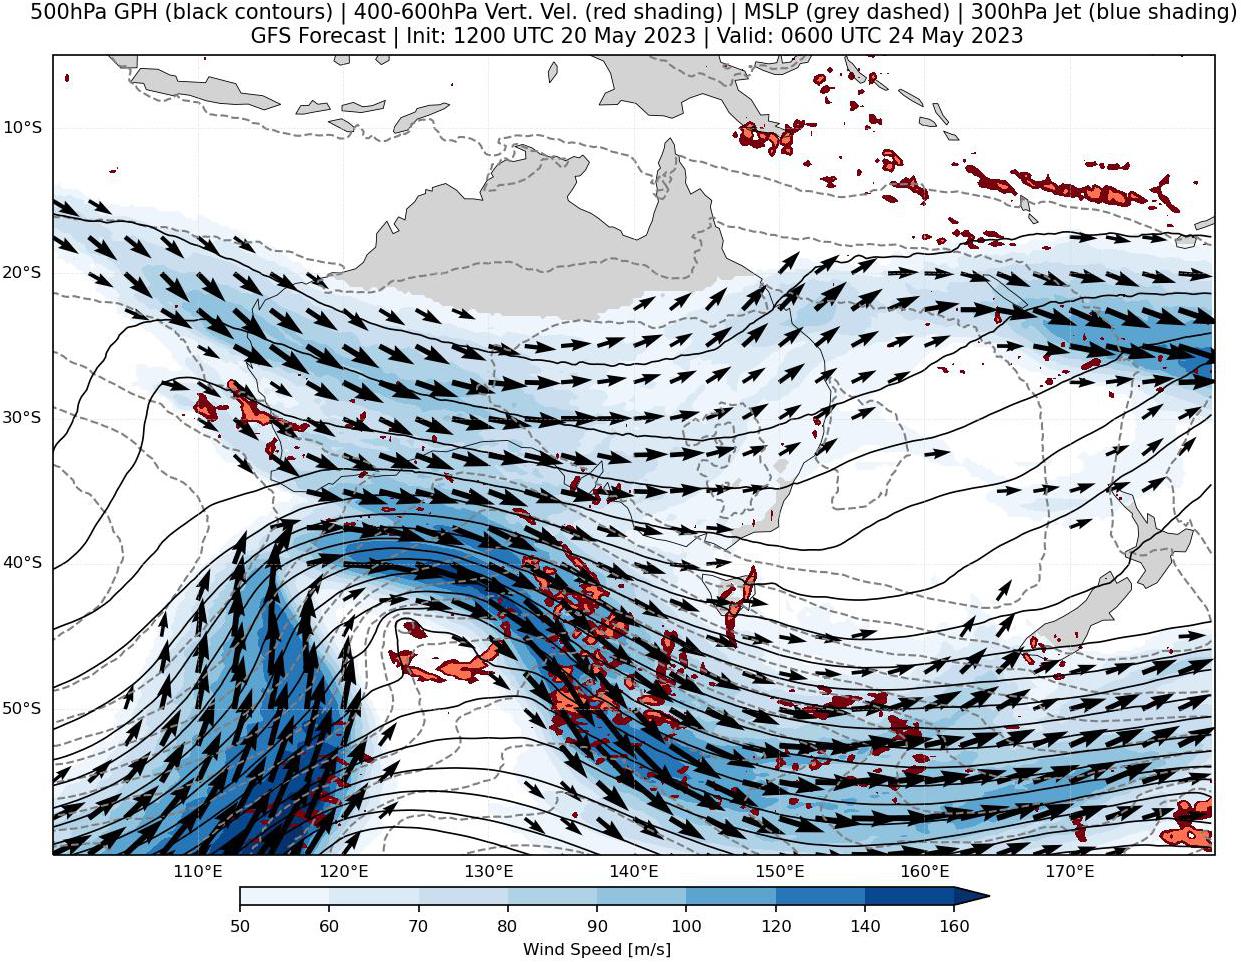 500hPa GPH (black contours) | 400-600hPa Vert. Vel. (red shading) | MSLP (grey dashed) | 300hPa Jet (blue shading)
GFS Forecast | Init: 1200 UTC 20 May 2023 | Valid: 0600 UTC 24 May 2023
10°S
20°S
30°S
40°S
50°S
110°E 120°E 130°E 140°E 150°E 160°E 170°E
50 60 70 80 90 100 120 140 160
Wind Speed [m/s]